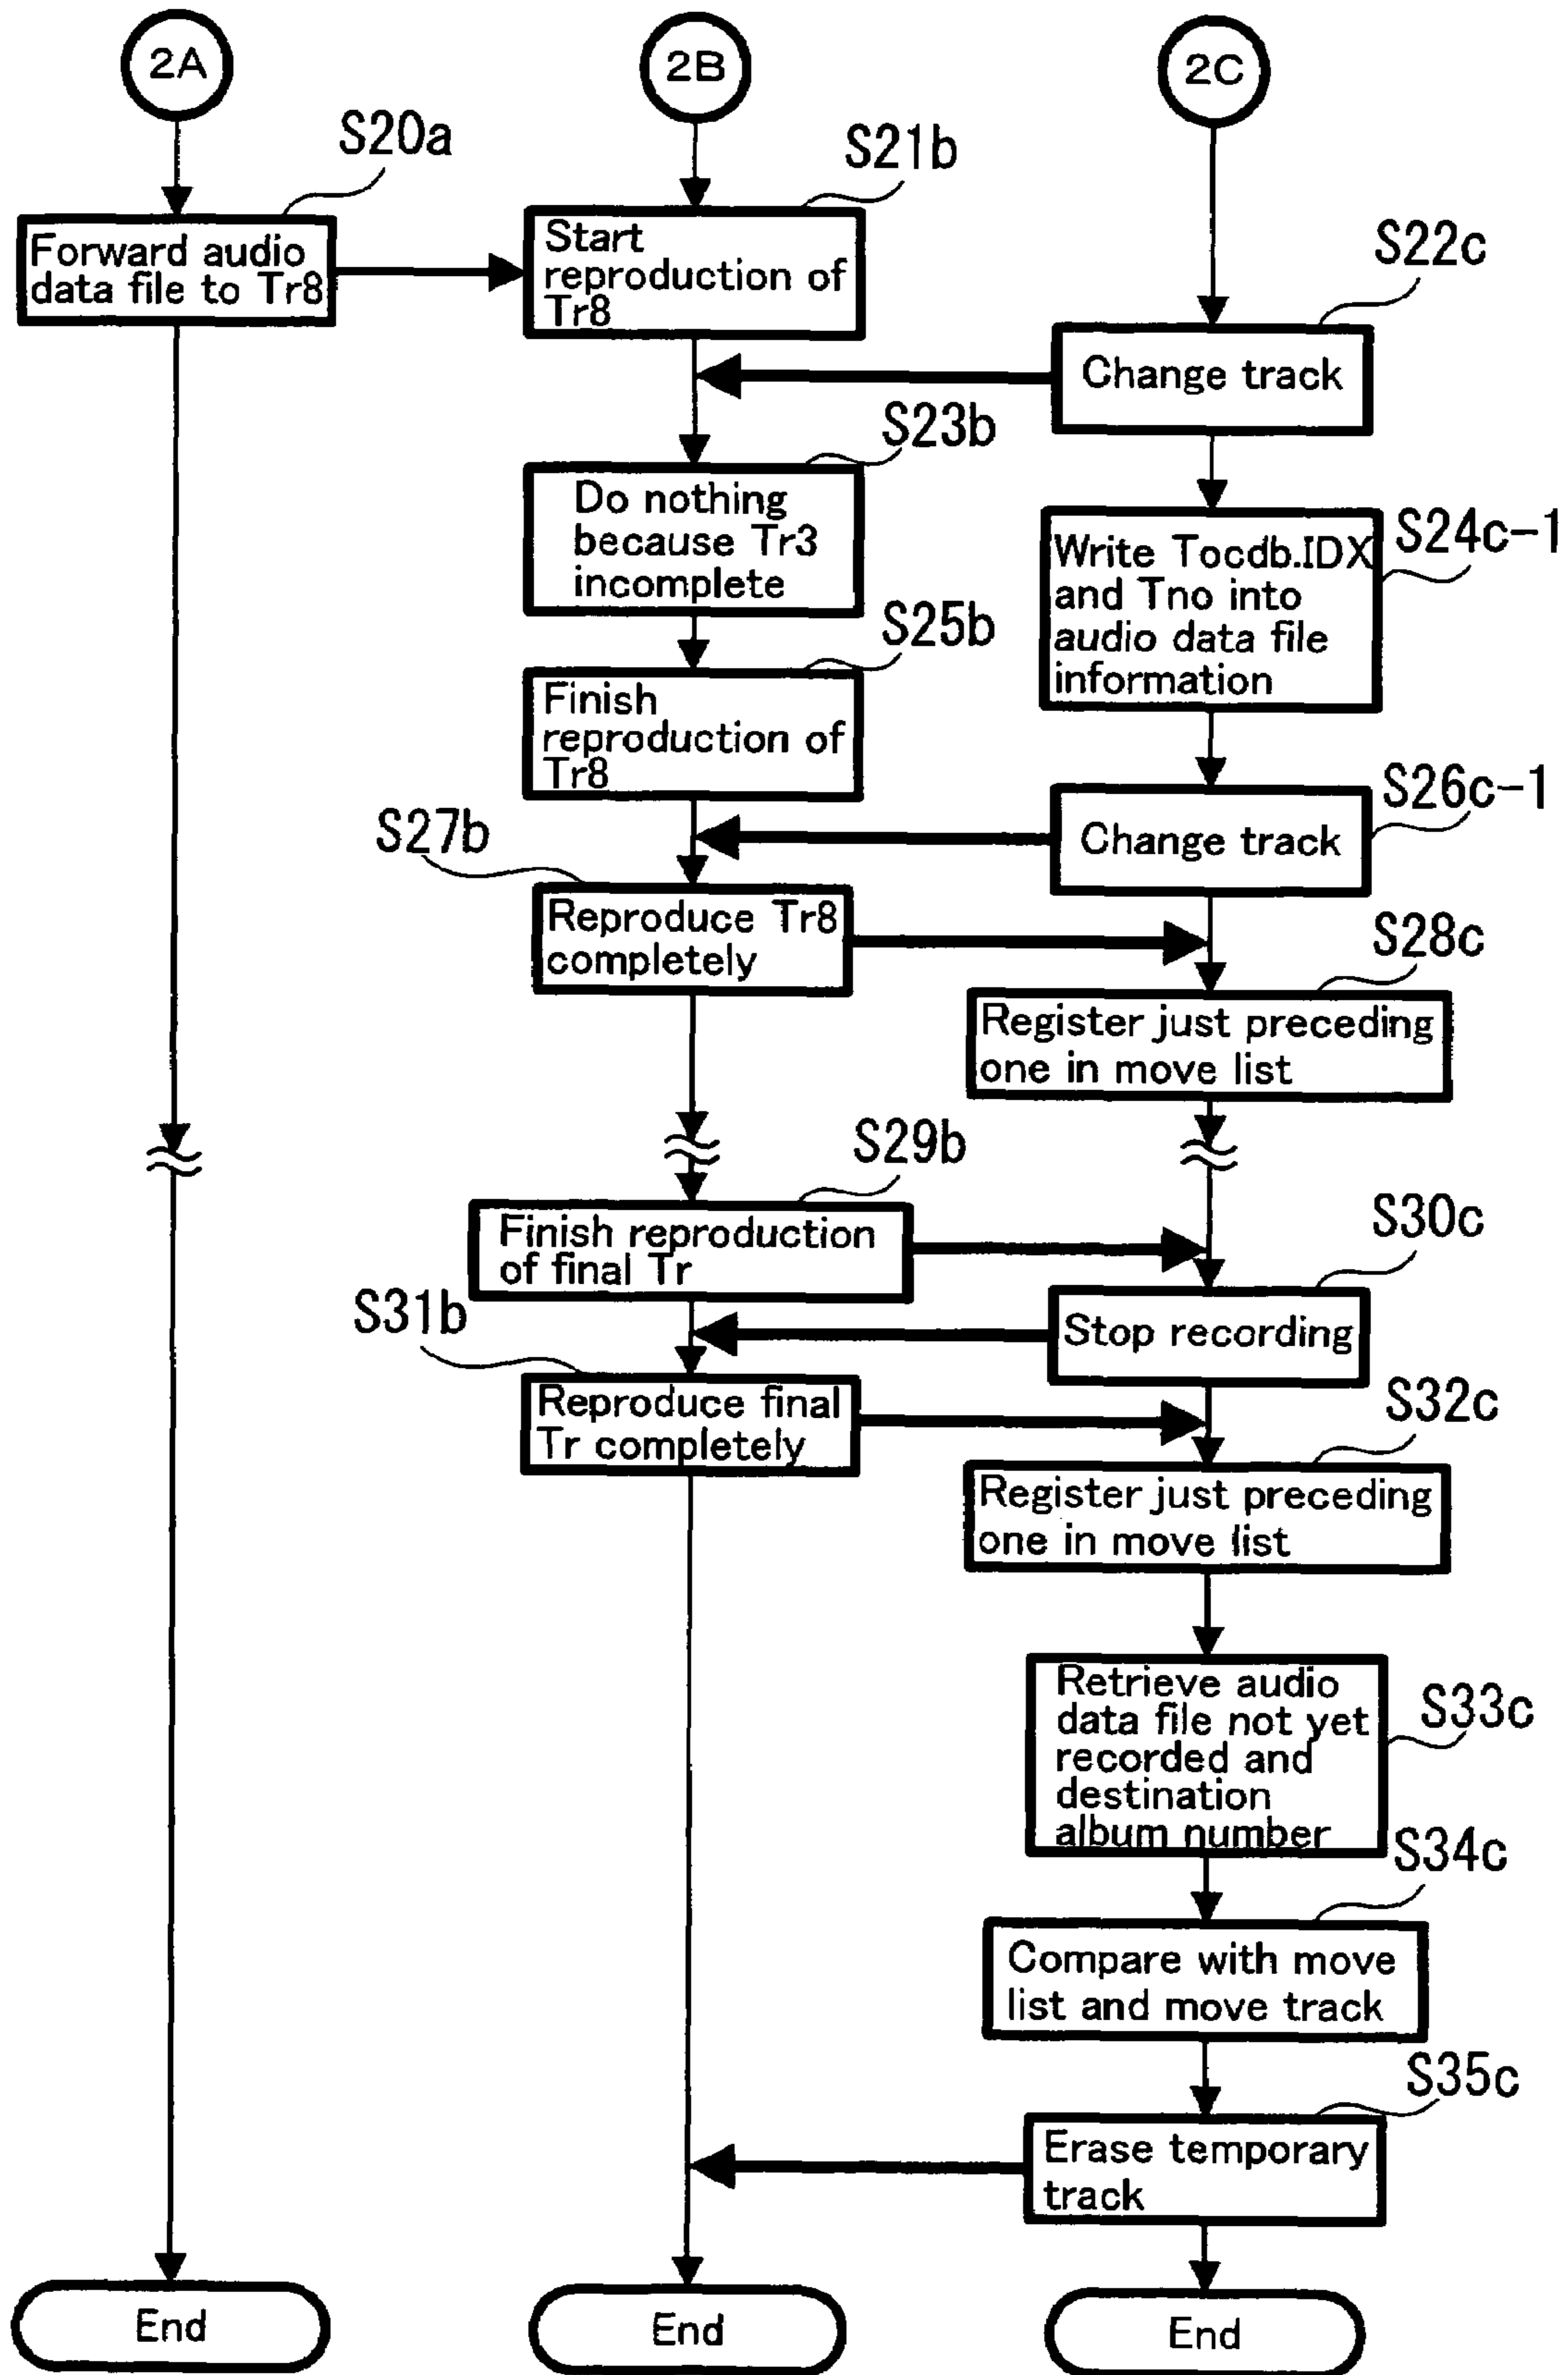 2A
2B
2C
S20a
S21b
Forward audio
data file to Tr8
Start
reproduction of
Tr8
S22c
Change track
S23b
Do nothing
because Tr3
incomplete
S24c-1
Write Tocdb.IDX
and Tno into
audio data file
information
S25b
Finish
reproduction of
Tr8
S26c-1
Change track
S27b
Reproduce Tr8
completely
S28c
Register just preceding
one in move list
S29b
Finish reproduction
of final Tr
S30c
Stop recording
S31b
Reproduce final
Tr completely
S32c
Register just preceding
one in move list
S33c
Retrieve audio
data file not yet
recorded and
destination
album number
S34c
Compare with move
list and move track
S35c
Erase temporary
track
End
End
End